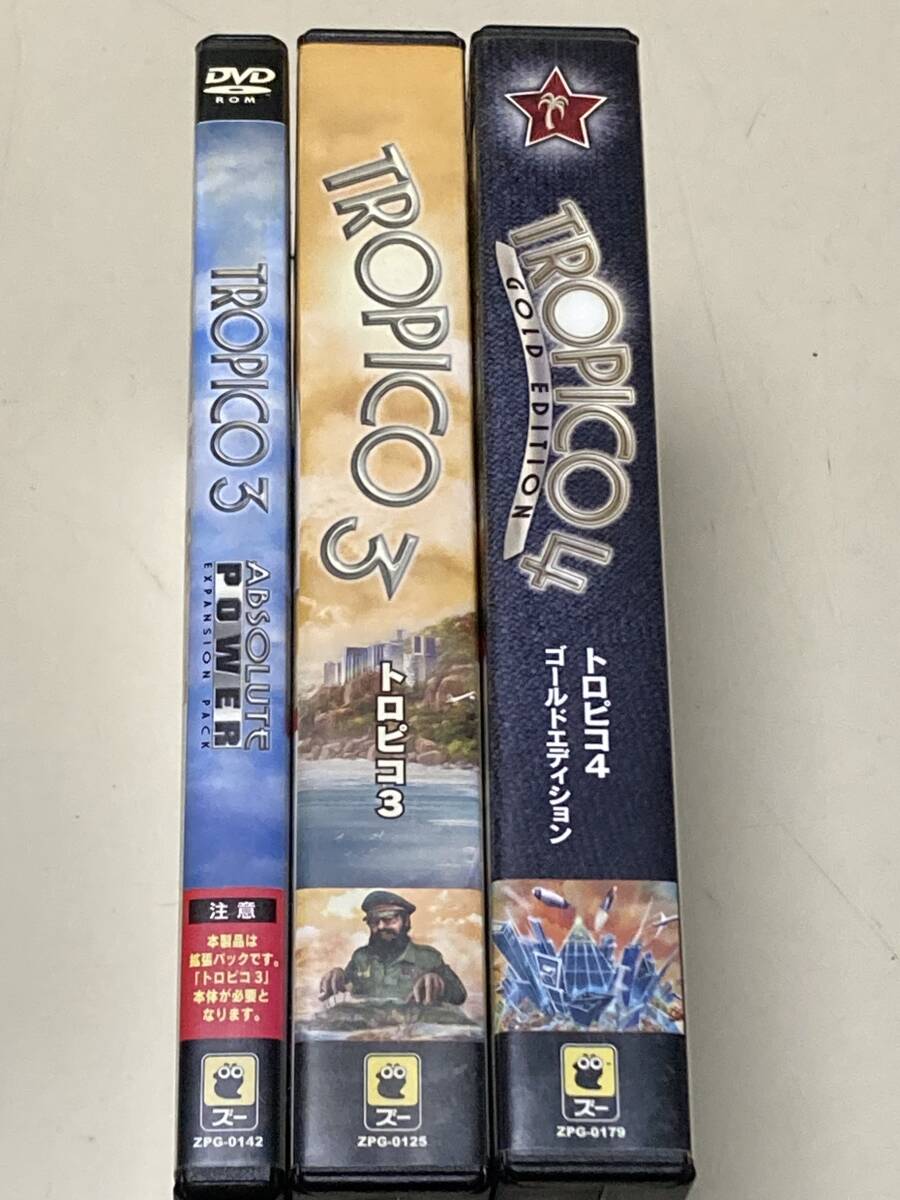 DVD
ROM
TROPICO 3
ABSOLUTE
POWER
EXPANSION PACK
注意
本製品は
拡張パックです。
「トロピコ3」
本体が必要と
なります。
ズー
ZPG-0142
TROPICO 3
トロピコ3
ズー
ZPG-0125
TROPICO 4
GOLD EDITION
トロピコ4
ゴールドエディション
ズー
ZPG-0179